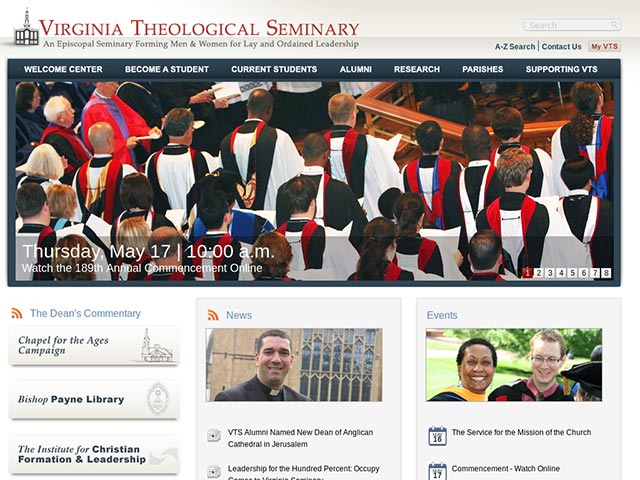 VIRGINIA THEOLOGICAL SEMINARY
An Episcopal Seminary Forming Men & Women for Lay and Ordained Leadership
Search
A-Z Search
Contact Us
My VTS
WELCOME CENTER
BECOME A STUDENT
CURRENT STUDENTS
ALUMNI
RESEARCH
PARISHES
SUPPORTING VTS
Thursday, May 17 | 10:00 a.m.
Watch the 189th Annual Commencement Online
1 2 3 4 5 6 7 8
The Dean's Commentary
Chapel for the Ages
Campaign
Bishop Payne Library
The Institute for Christian
Formation & Leadership
News
VTS Alumni Named New Dean of Anglican
Cathedral in Jerusalem
Leadership for the Hundred Percent: Occupy
Comes to Virginia Seminary
Events
16
The Service for the Mission of the Church
17
Commencement - Watch Online